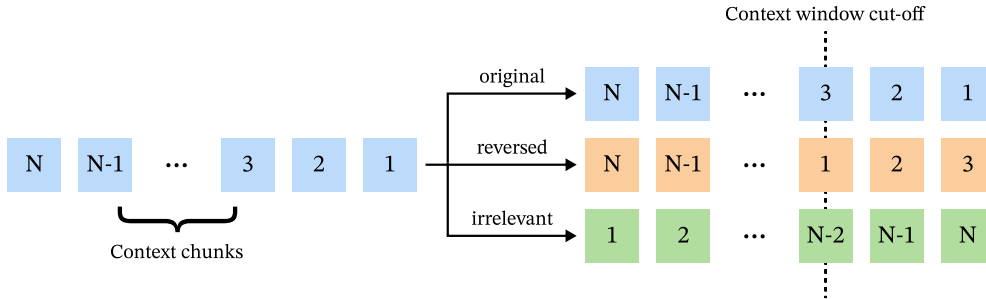 Context window cut-off
original
N N-1 ... 3 2 1
N N-1 ... 3 2 1
reversed
N N-1 ... 1 2 3
irrelevant
1 2 ... N-2 N-1 N
Context chunks